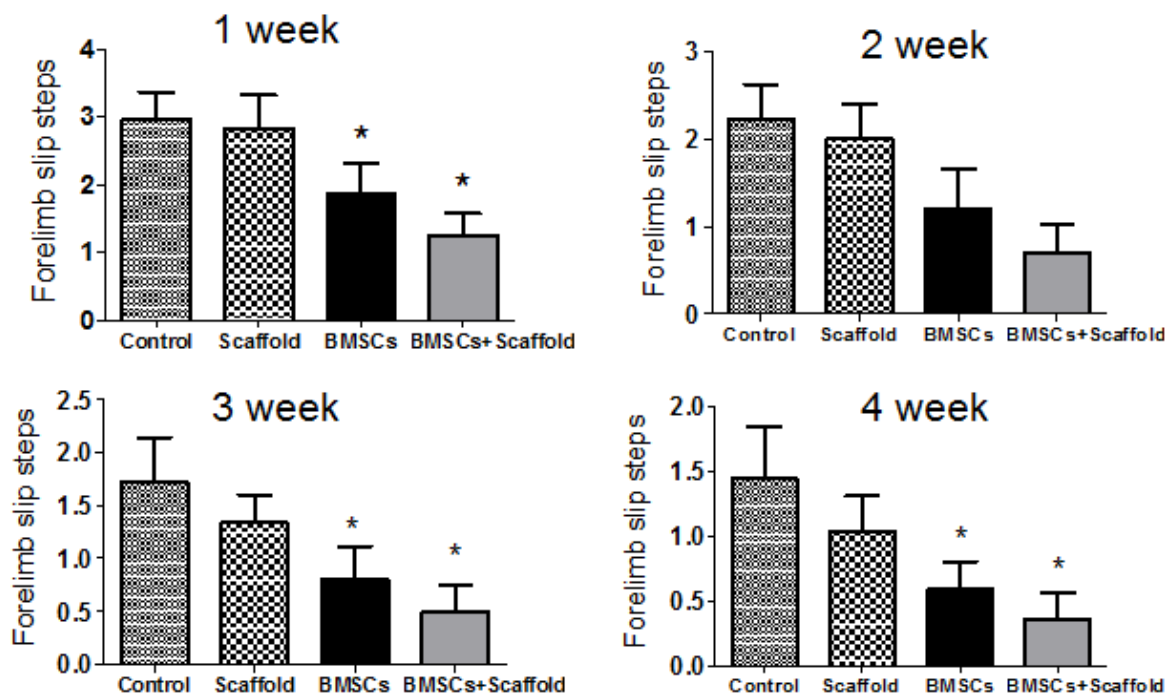 1 week
Forelimb slip steps
4
3
2
1
0
*
*
Control Scaffold BMSCs BMSCs+Scaffold
2 week
Forelimb slip steps
3
2
1
0
Control Scaffold BMSCs BMSCs+Scaffold
3 week
Forelimb slip steps
2.5
2.0
1.5
1.0
0.5
0.0
*
*
Control Scaffold BMSCs BMSCs+Scaffold
4 week
Forelimb slip steps
2.0
1.5
1.0
0.5
0.0
*
*
Control Scaffold BMSCs BMSCs+Scaffold